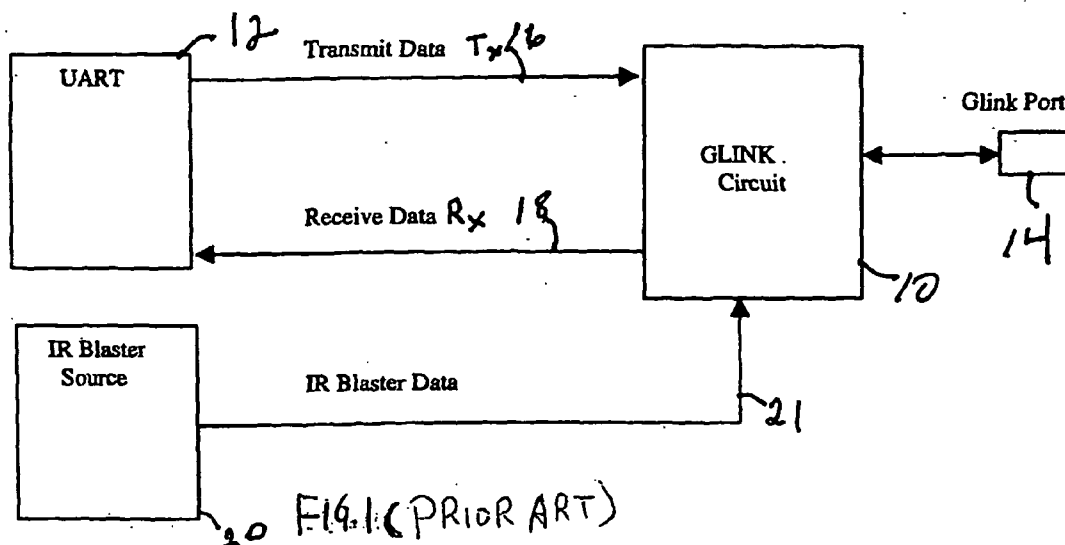 12
UART
Transmit Data Tx 16
Glink Port
GLINK
Circuit
14
Receive Data Rx 18
10
IR Blaster
Source
IR Blaster Data
21
20
FIG.1 (PRIOR ART)